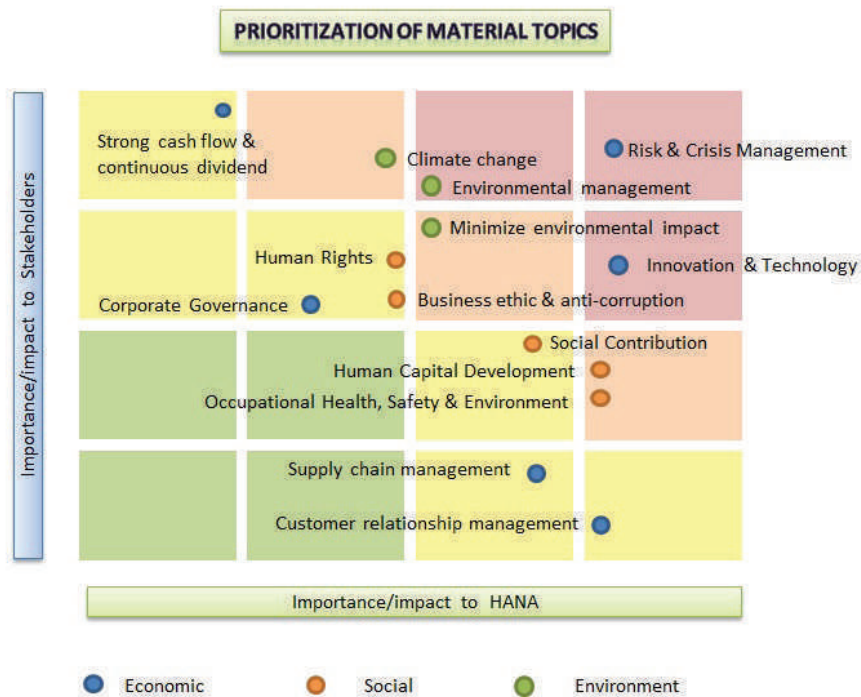 PRIORITIZATION OF MATERIAL TOPICS
Importance/impact to Stakeholders
Strong cash flow &
continuous dividend
Climate change
Risk & Crisis Management
Environmental management
Minimize environmental impact
Human Rights
Innovation & Technology
Corporate Governance
Business ethic & anti-corruption
Social Contribution
Human Capital Development
Occupational Health, Safety & Environment
Supply chain management
Customer relationship management
Importance/impact to HANA
Economic
Social
Environment